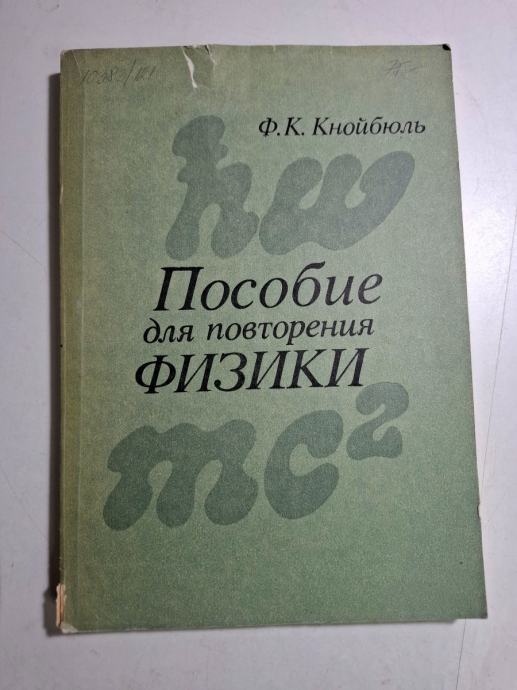 Ф. К. Кнойбюль
ħω
Пособие
для повторения
ФИЗИКИ
mc²